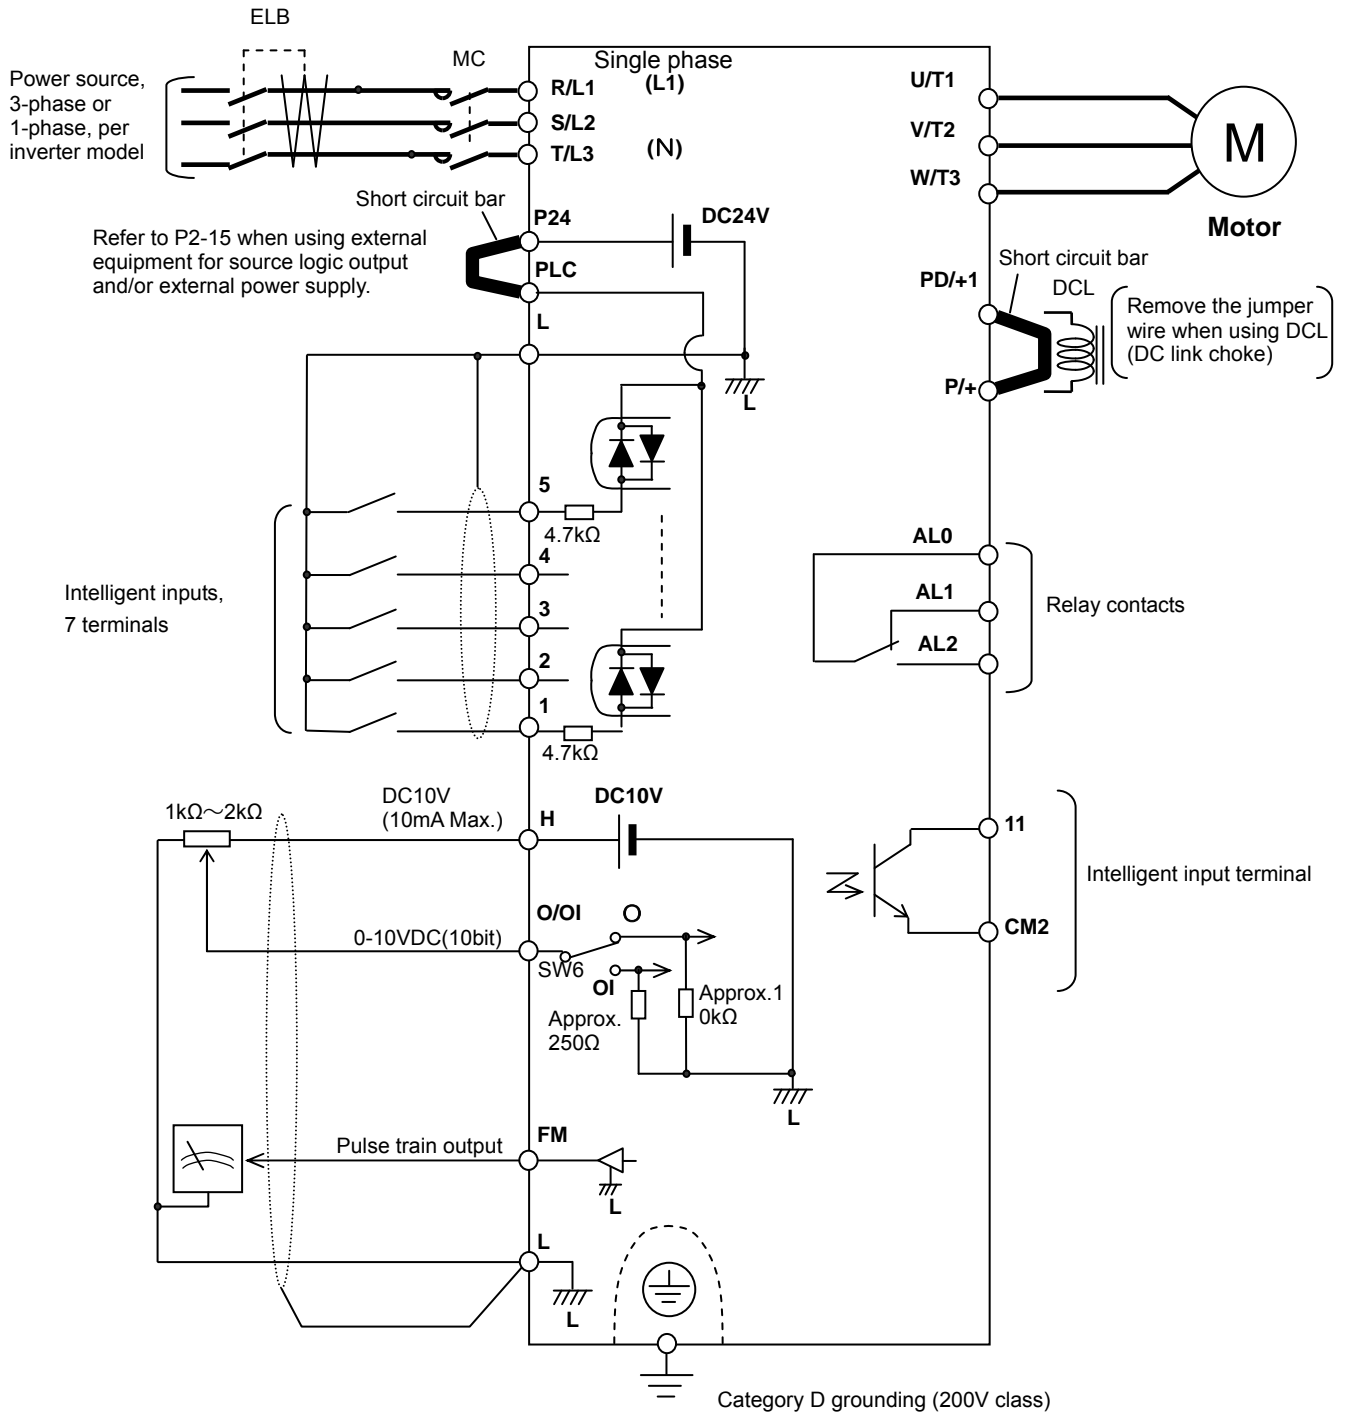 ELB
Power source,
3-phase or
1-phase, per
inverter model
MC
Single phase
R/L1
(L1)
S/L2
T/L3
(N)
U/T1
V/T2
W/T3
M
Motor
Short circuit bar
P24
DC24V
Refer to P2-15 when using external
equipment for source logic output
and/or external power supply.
PLC
L
L
PD/+1
Short circuit bar
DCL
Remove the jumper
wire when using DCL
(DC link choke)
P/+
5
4.7kΩ
4
3
2
1
4.7kΩ
Intelligent inputs,
7 terminals
AL0
AL1
AL2
Relay contacts
1kΩ～2kΩ
DC10V
(10mA Max.)
H
DC10V
O/OI
O
0-10VDC(10bit)
SW6
OI
Approx.
250Ω
Approx.1
0kΩ
L
11
CM2
Intelligent input terminal
Pulse train output
FM
L
L
L
Category D grounding (200V class)